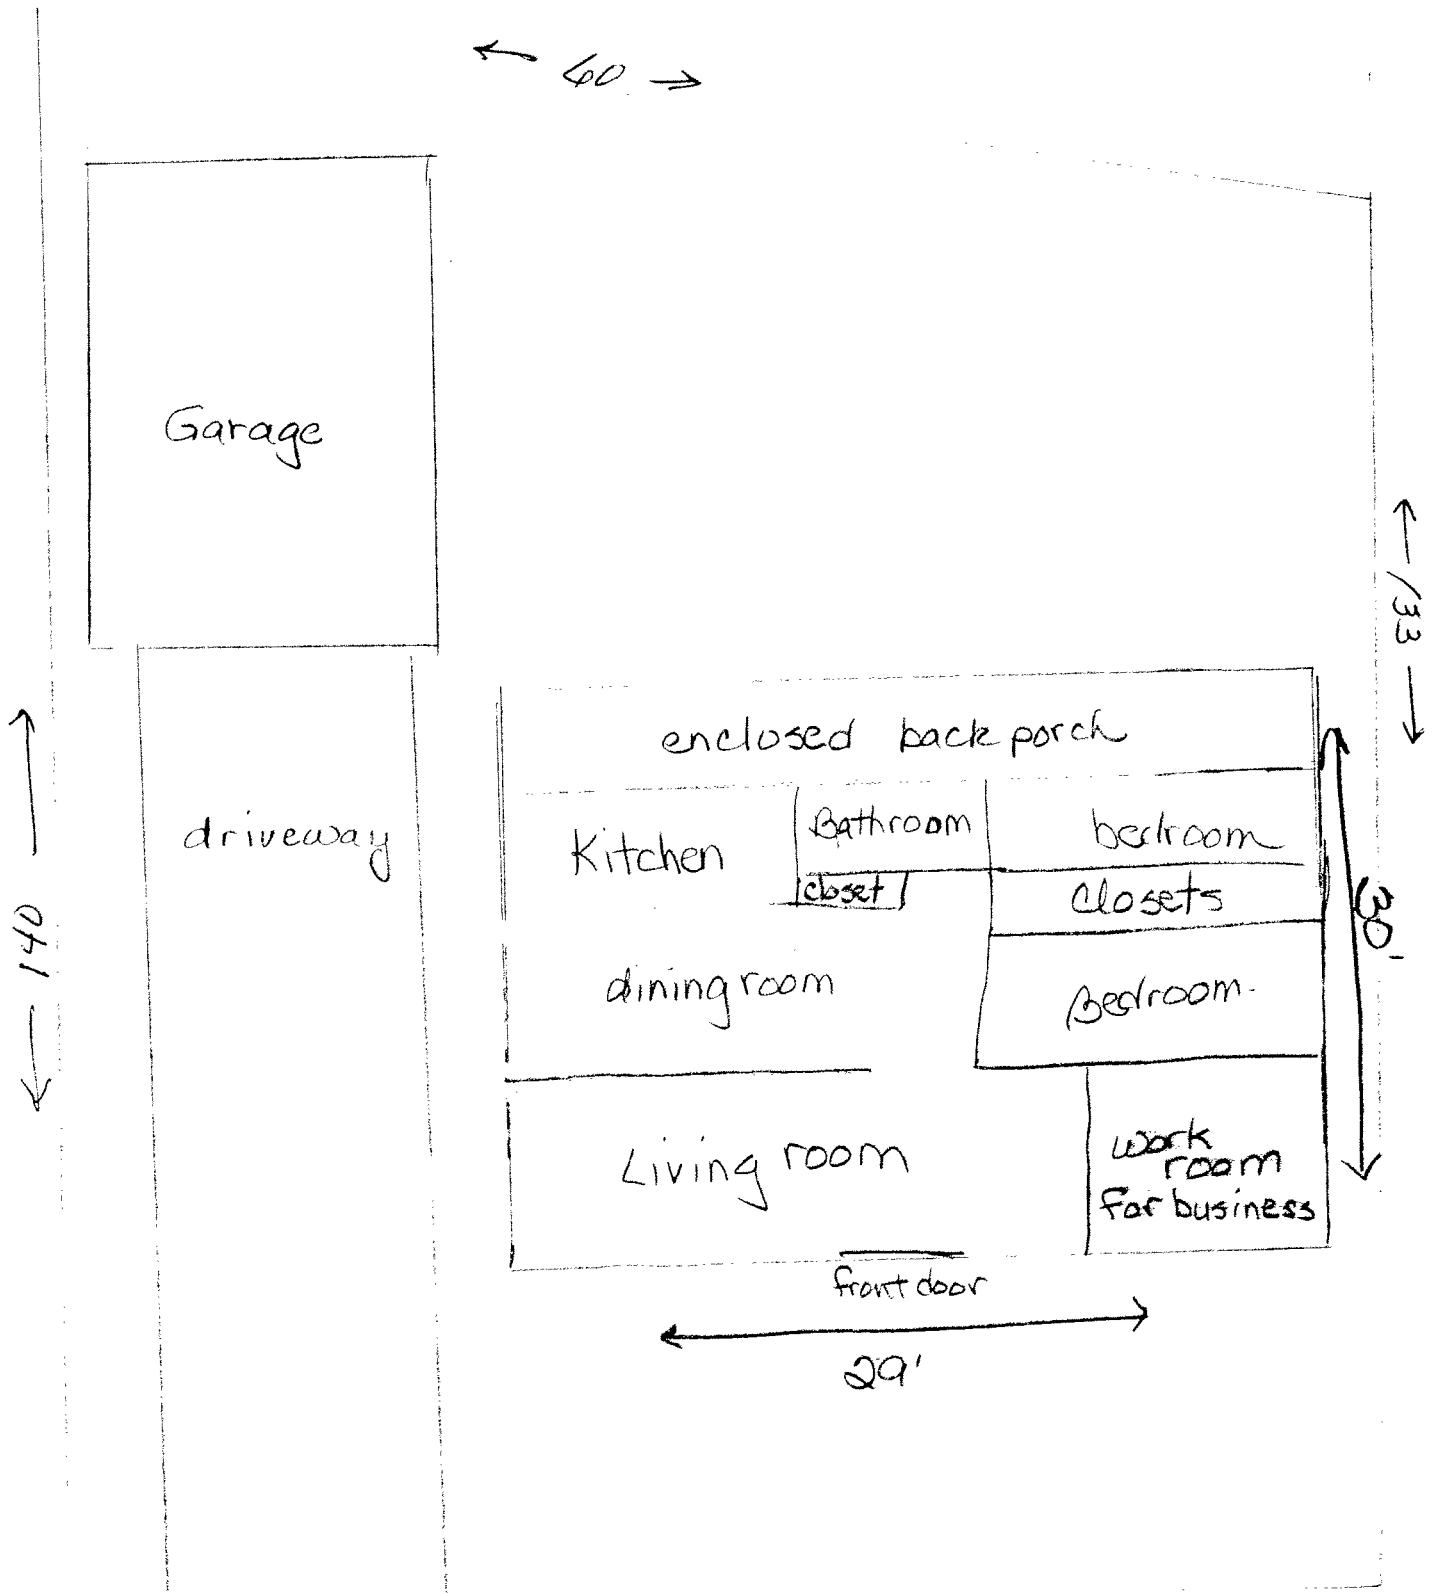 60
Garage
133
enclosed back porch
driveway
Kitchen
Bathroom
bedroom
closet
closets
30'
140
dining room
Bedroom
Living room
work
room
for business
front door
29'